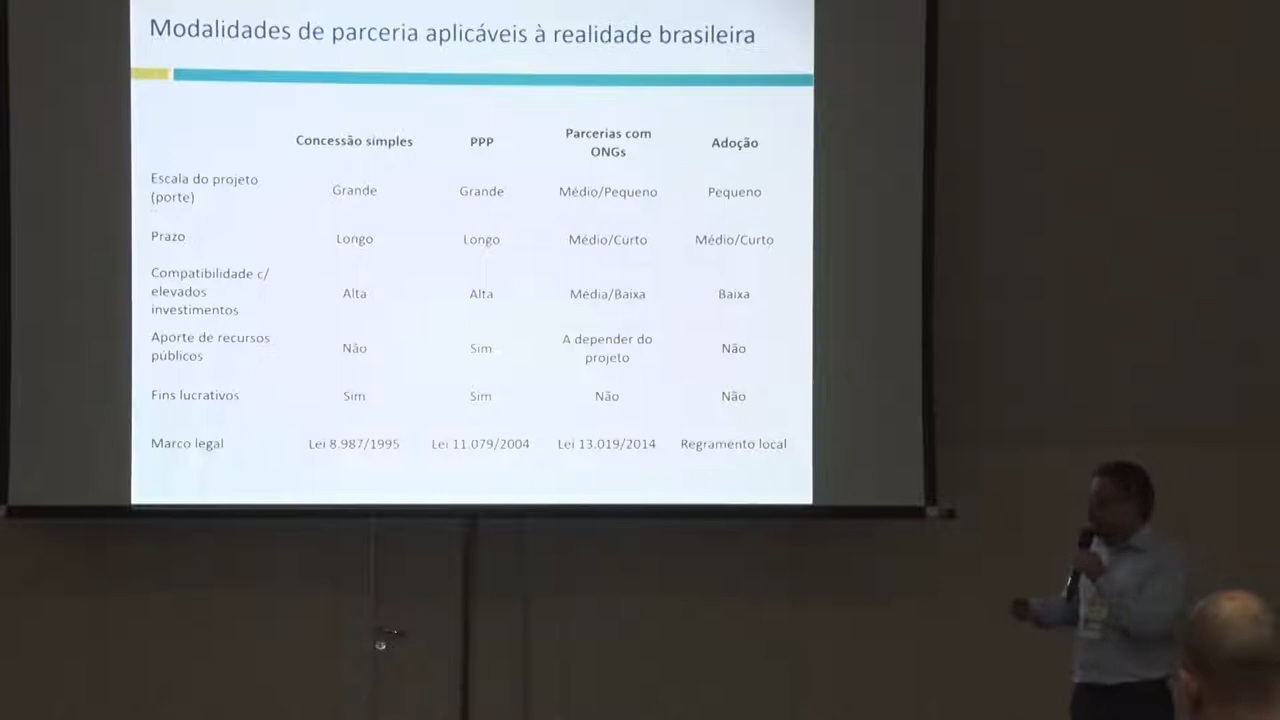 Modalidades de parceria aplicáveis à realidade brasileira
Concessão simples PPP Parcerias com ONGs Adoção
Escala do projeto (porte) Grande Grande Médio/Pequeno Pequeno
Prazo Longo Longo Médio/Curto Médio/Curto
Compatibilidade c/ elevados investimentos Alta Alta Média/Baixa Baixa
Aporte de recursos públicos Não Sim A depender do projeto Não
Fins lucrativos Sim Sim Não Não
Marco legal Lei 8.987/1995 Lei 11.079/2004 Lei 13.019/2014 Regramento local